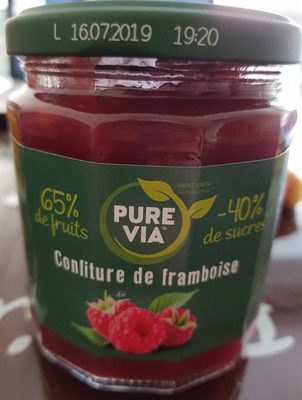 L 16.07.2019 19:20
65%
de fruits
PURE
VIA
-40%
de sucres
Confiture de framboise